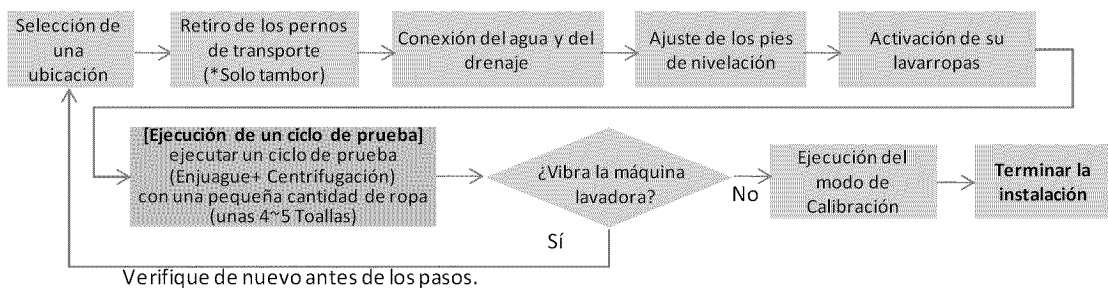 Selección de
una
ubicación
Retiro de los pernos
de transporte
(*Solo tambor)
Conexión del agua y del
drenaje
Ajuste de los pies
de nivelación
Activación de su
lavarropas
[Ejecución de un ciclo de prueba]
ejecutar un ciclo de prueba
(Enjuague+ Centrifugación)
con una pequeña cantidad de ropa
(unas 4~5 Toallas)
¿Vibra la máquina
lavadora?
No
Ejecución del
modo de
Calibración
Terminar la
instalación
Sí
Verifique de nuevo antes de los pasos.